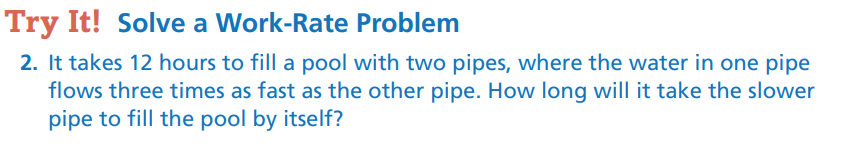 Try It! Solve a Work-Rate Problem
2. It takes 12 hours to fill a pool with two pipes, where the water in one pipe
flows three times as fast as the other pipe. How long will it take the slower
pipe to fill the pool by itself?